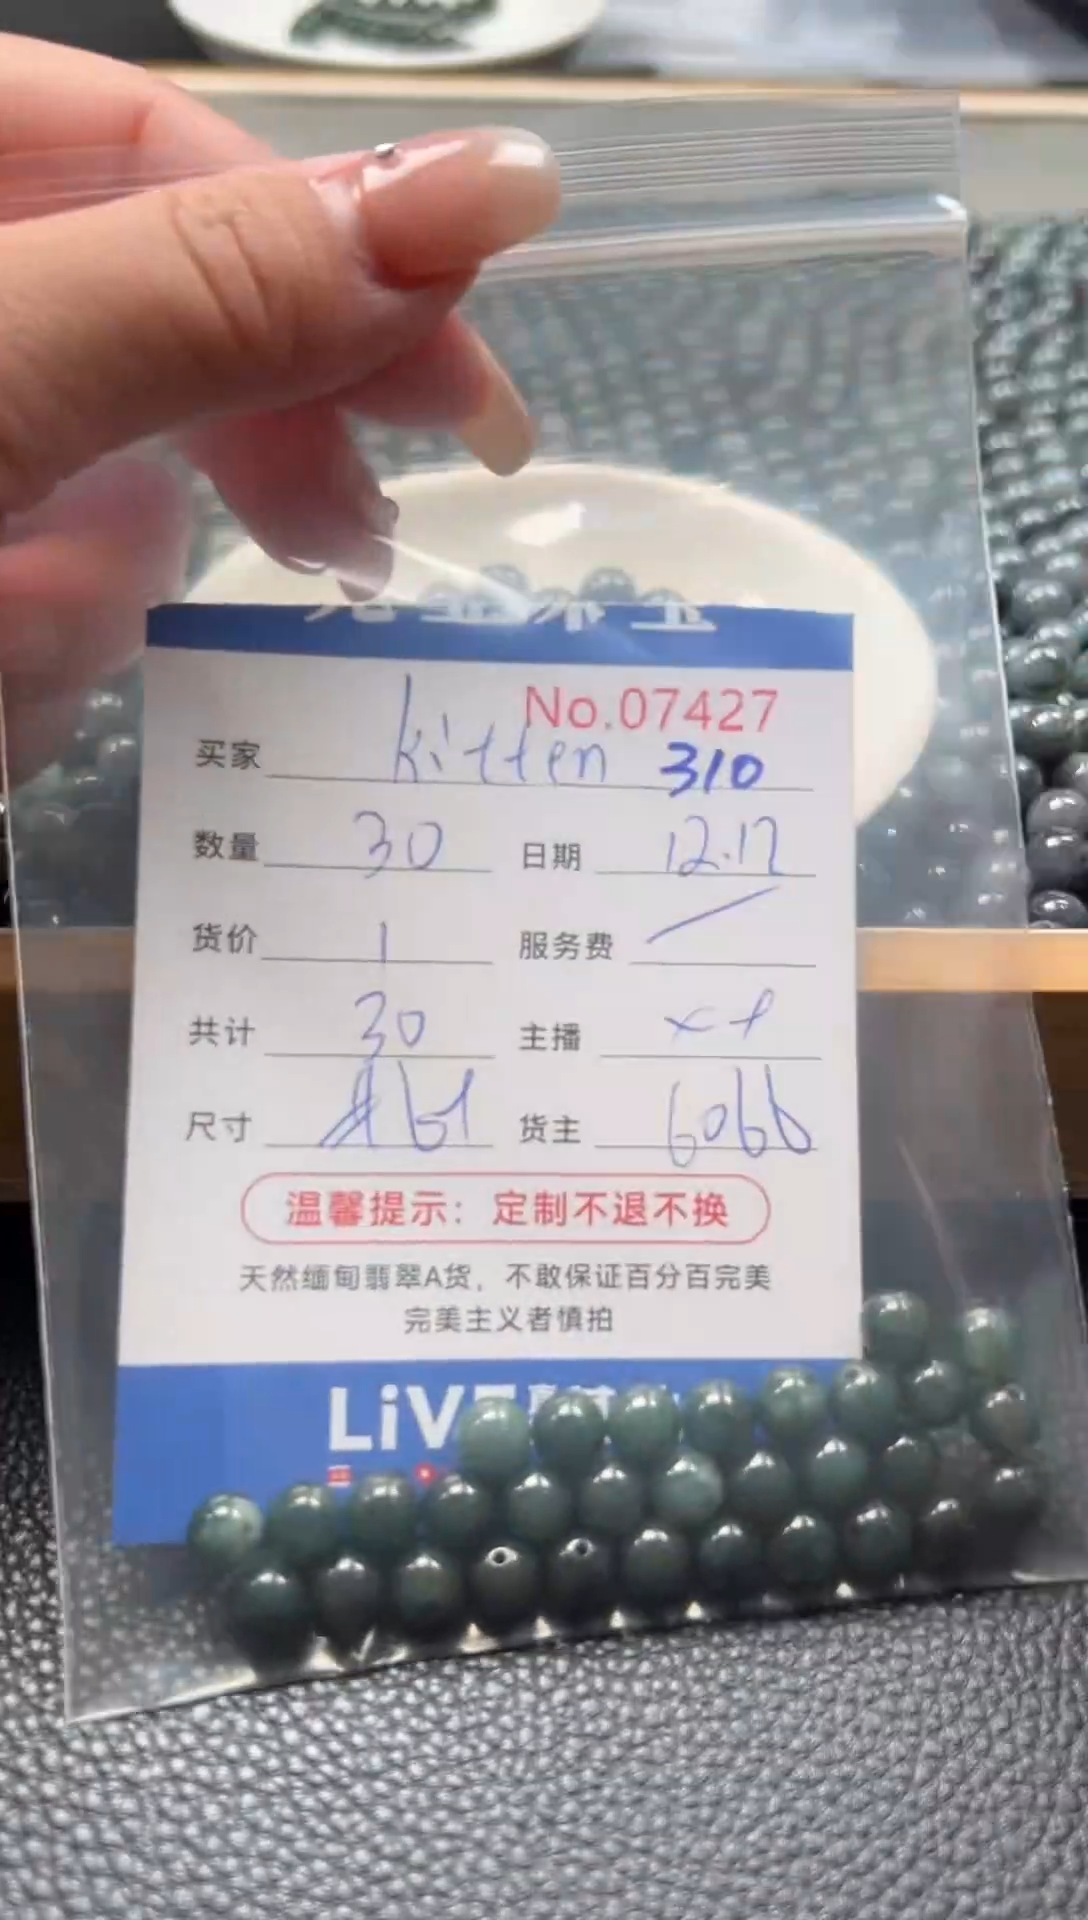 No.07427
买家 kitten 310
数量 30 日期 12.17
货价 1 服务费 /
共计 30 主播
尺寸 货主 6066
温馨提示：定制不退不换
天然缅甸翡翠A货，不敢保证百分百完美
完美主义者慎拍
LiVE